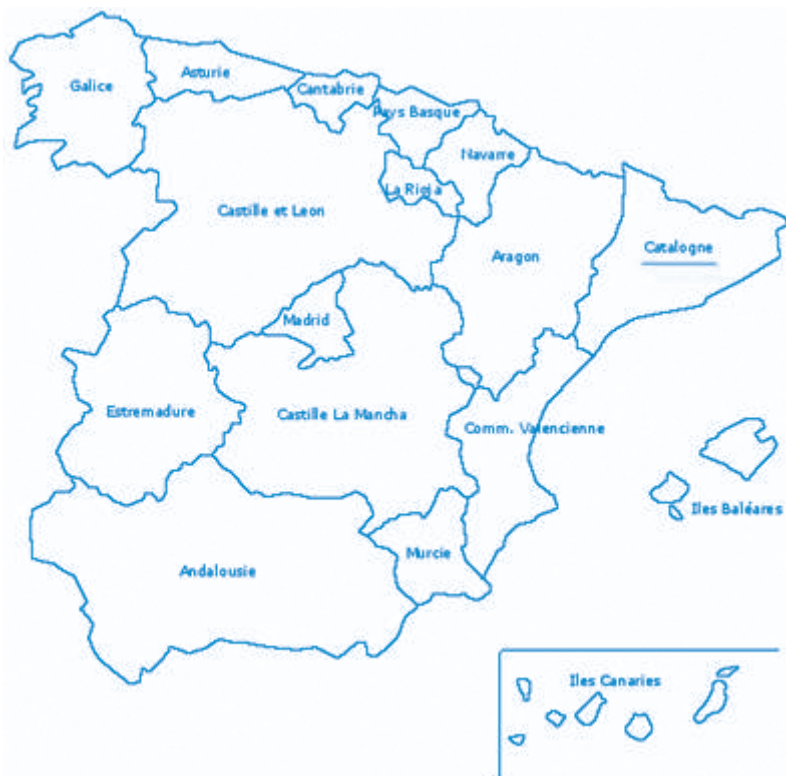 Galice
Asturie
Cantabrie
Pays Basque
Navarre
La Rioja
Castille et Leon
Aragon
Catalogne
Madrid
Estremadure
Castille La Mancha
Comm. Valencienne
Iles Baléares
Murcie
Andalousie
Iles Canaries